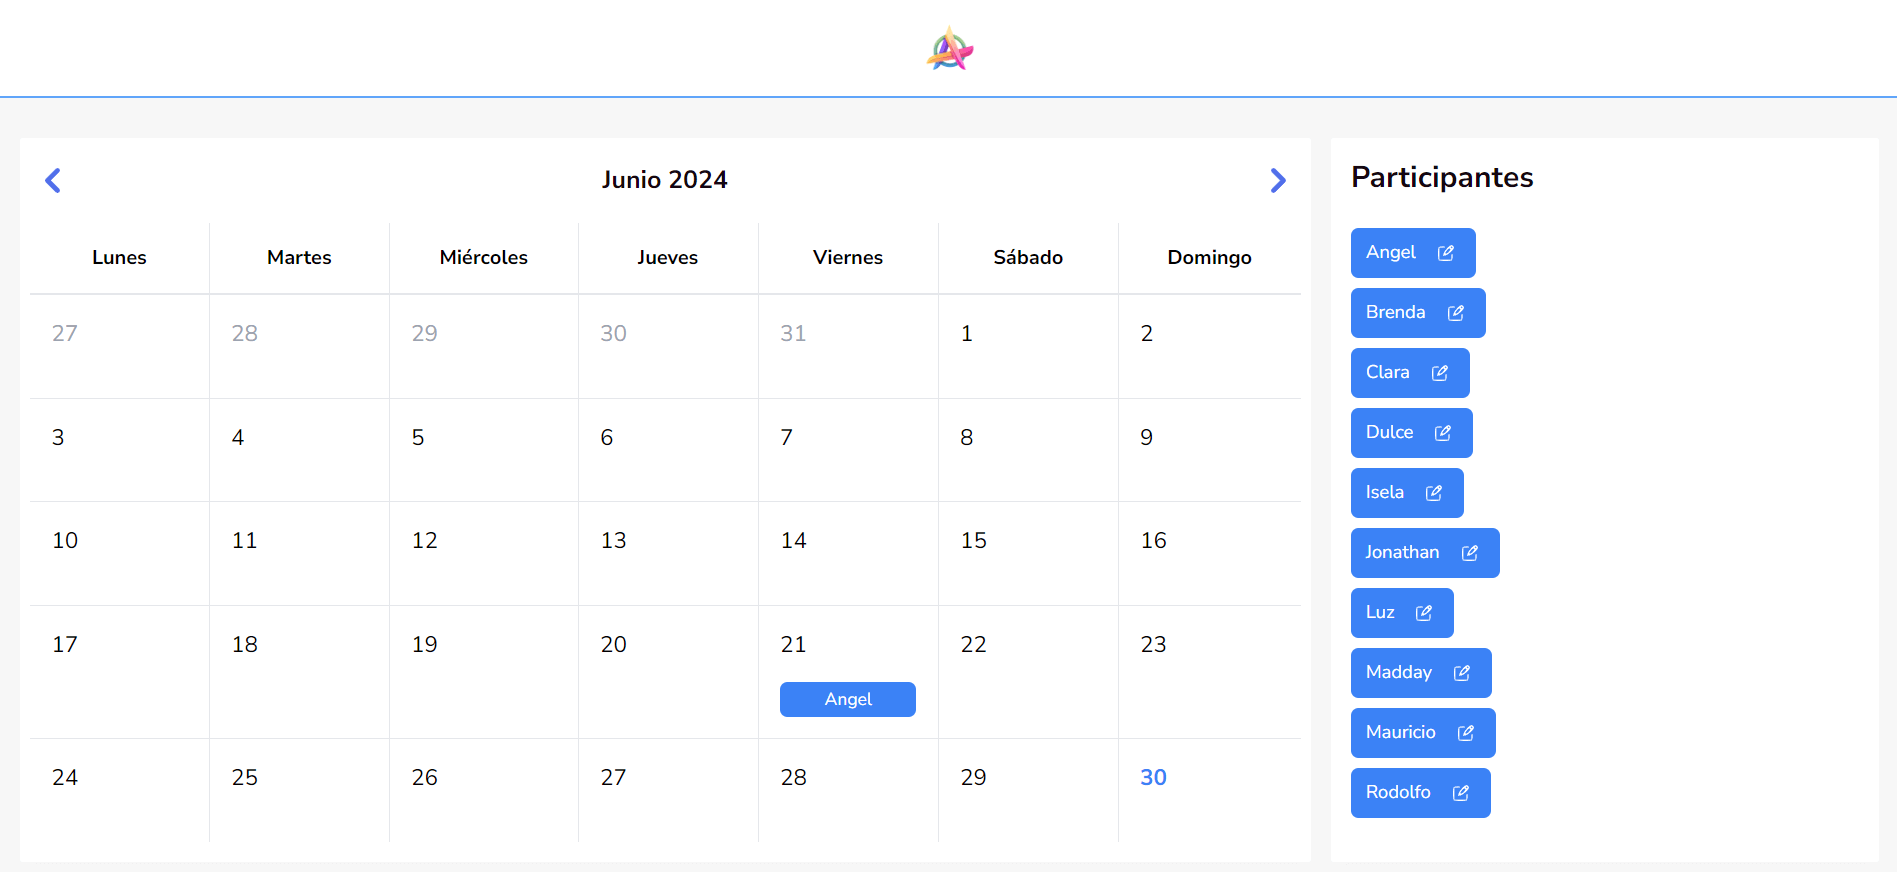 Junio 2024
Lunes Martes Miércoles Jueves Viernes Sábado Domingo
27 28 29 30 31 1 2
3 4 5 6 7 8 9
10 11 12 13 14 15 16
17 18 19 20 21 22 23
Angel
24 25 26 27 28 29 30
Participantes
Angel
Brenda
Clara
Dulce
Isela
Jonathan
Luz
Madday
Mauricio
Rodolfo